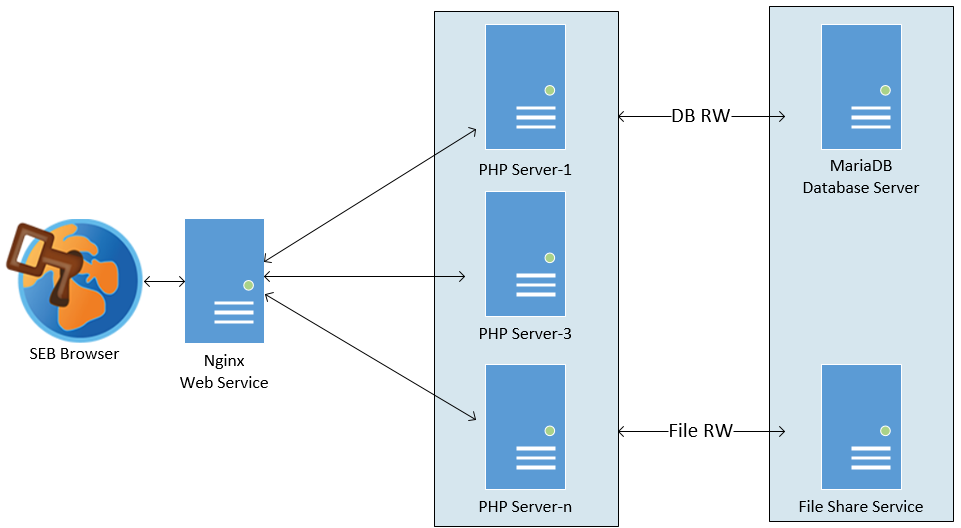 SEB Browser
Nginx
Web Service
PHP Server-1
PHP Server-3
PHP Server-n
DB RW
File RW
MariaDB
Database Server
File Share Service